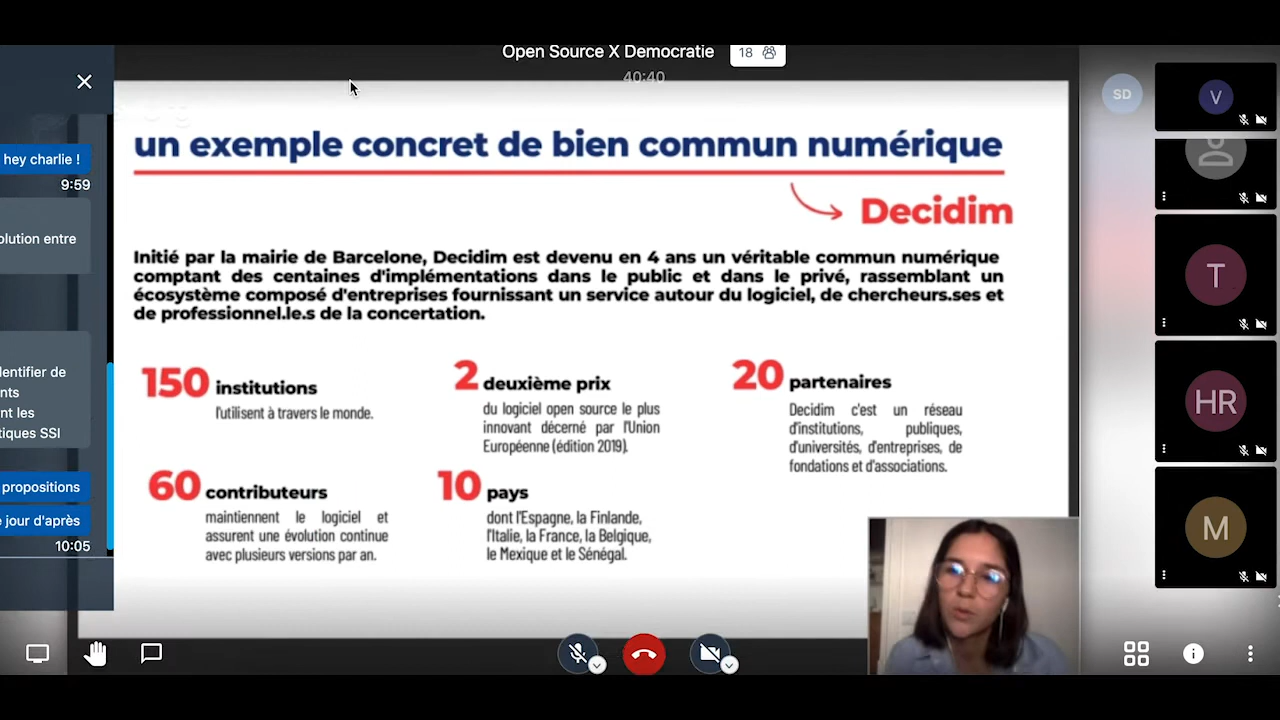 Open Source X Democratie
18
40:40
SD
V
hey charlie !
9:59
olution entre
dentifier de
nts
nt les
tiques SSI
propositions
e jour d'après
10:05
un exemple concret de bien commun numérique
Decidim
Initié par la mairie de Barcelone, Decidim est devenu en 4 ans un véritable commun numérique
comptant des centaines d'implémentations dans le public et dans le privé, rassemblant un
écosystème composé d'entreprises fournissant un service autour du logiciel, de chercheurs.ses et
de professionnel.le.s de la concertation.
150 institutions
l'utilisent à travers le monde.
2 deuxième prix
du logiciel open source le plus
innovant décerné par l'Union
Européenne (édition 2019).
20 partenaires
Decidim c'est un réseau
d'institutions, publiques,
d'universités, d'entreprises, de
fondations et d'associations.
60 contributeurs
maintiennent le logiciel et
assurent une évolution continue
avec plusieurs versions par an.
10 pays
dont l'Espagne, la Finlande,
l'Italie, la France, la Belgique,
le Mexique et le Sénégal.
T
HR
M